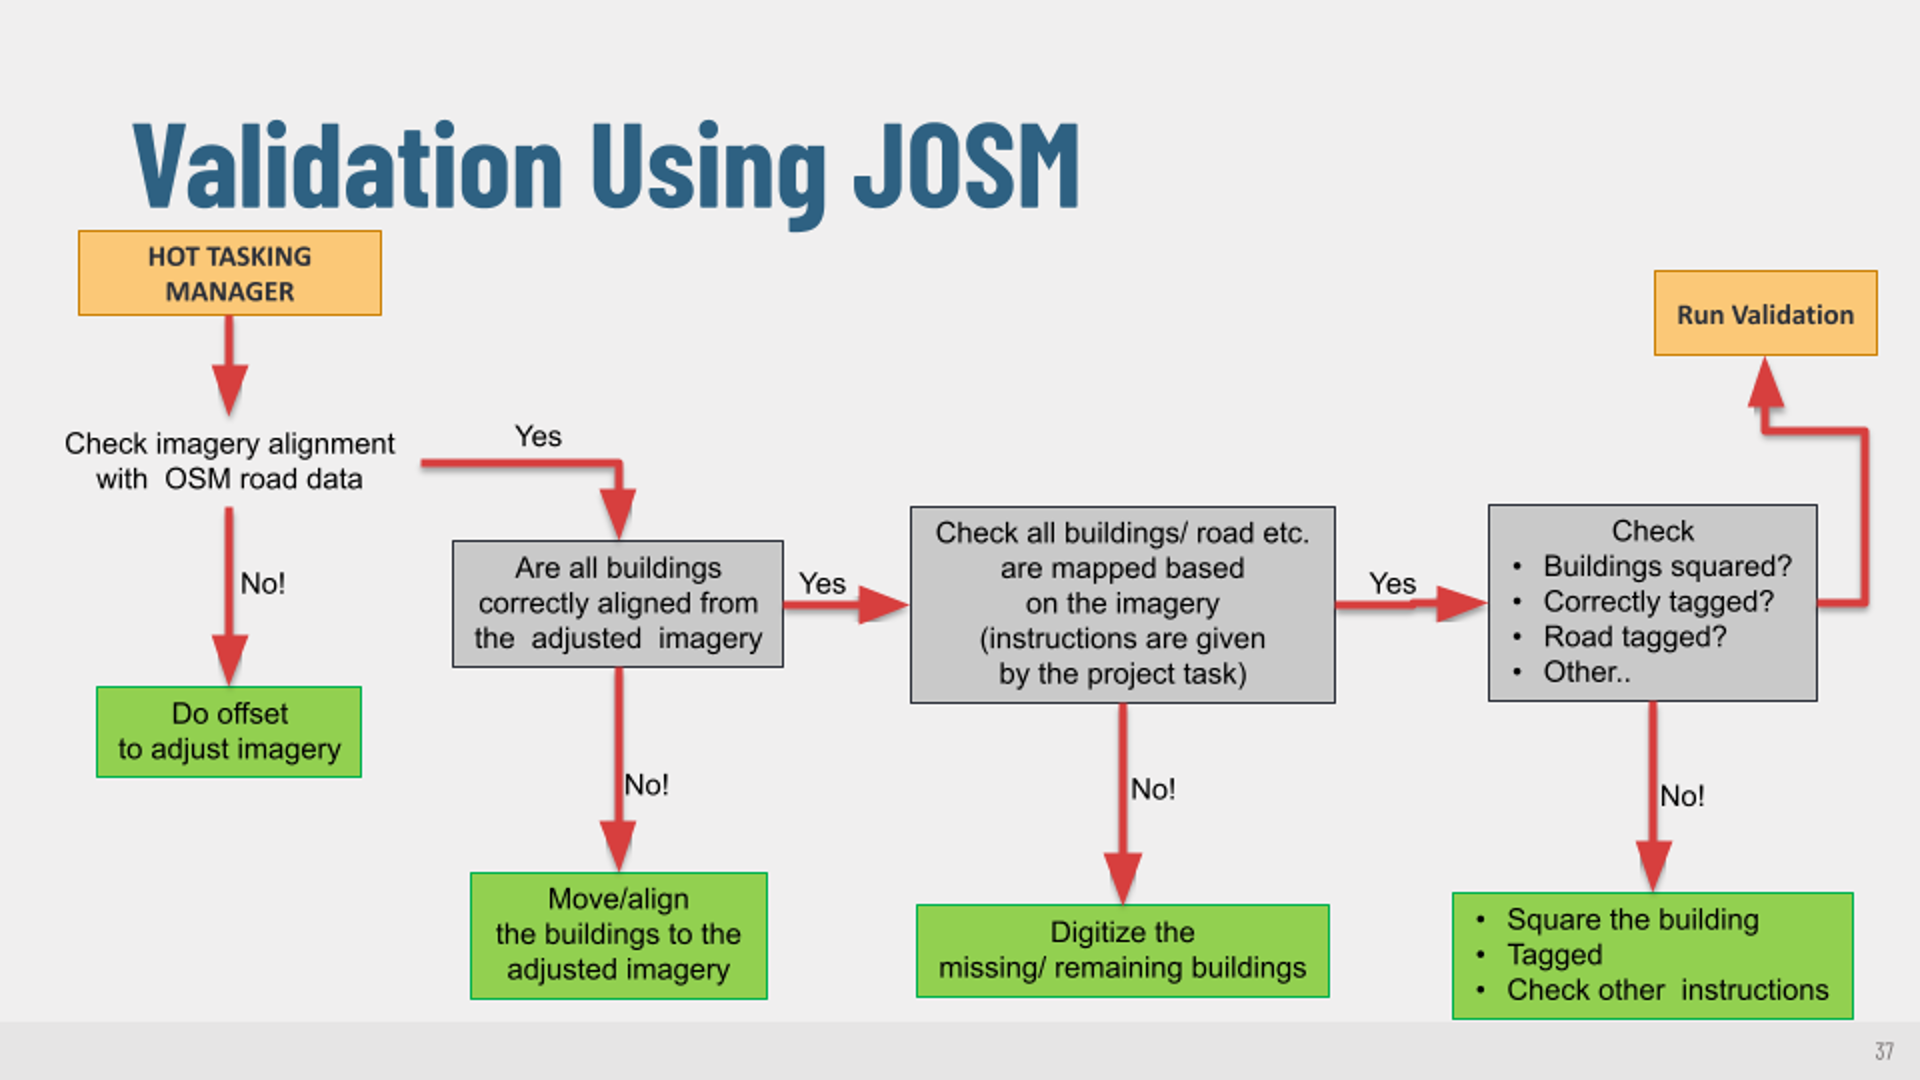 Validation Using JOSM
HOT TASKING
MANAGER
Run Validation
Check imagery alignment
with  OSM road data
Yes
No!
Do offset
to adjust imagery
Are all buildings
correctly aligned from
the  adjusted  imagery
Yes
No!
Move/align
the buildings to the
adjusted imagery
Check all buildings/ road etc.
are mapped based
on the imagery
(instructions are given
by the project task)
Yes
No!
Digitize the
missing/ remaining buildings
Check
• Buildings squared?
• Correctly tagged?
• Road tagged?
• Other..
No!
• Square the building
• Tagged
• Check other  instructions
37